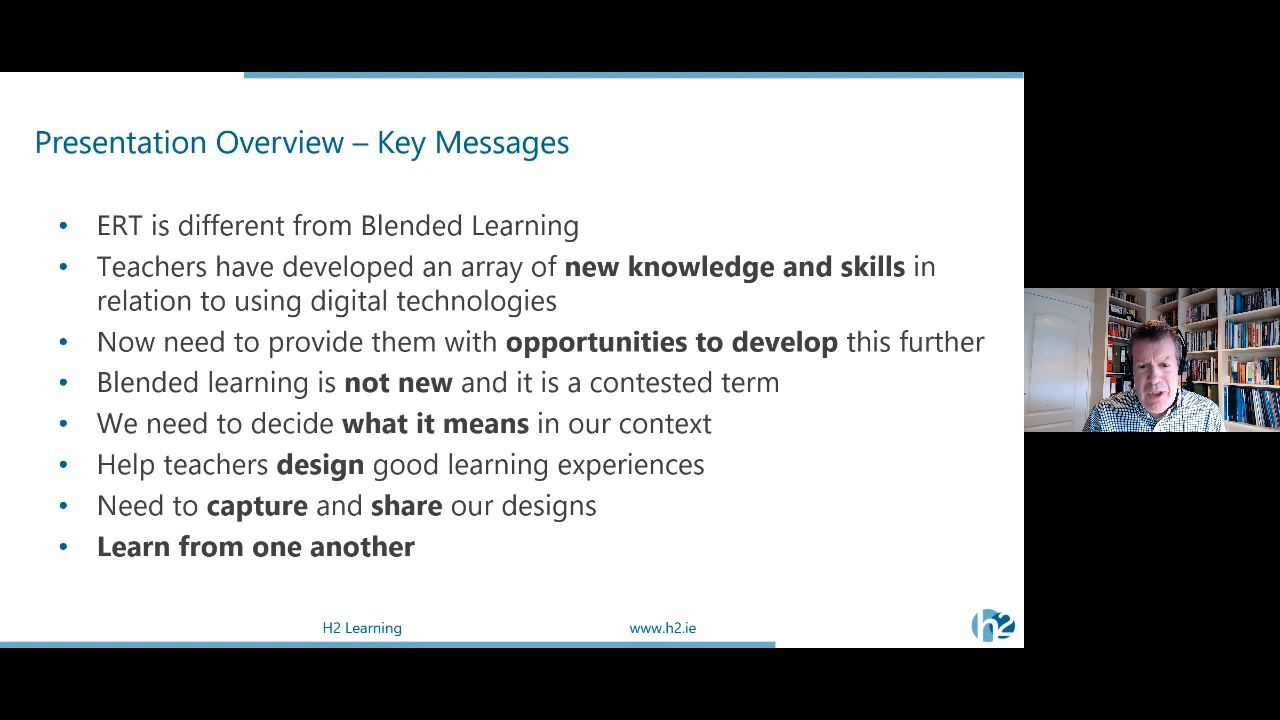 Presentation Overview – Key Messages
• ERT is different from Blended Learning
• Teachers have developed an array of new knowledge and skills in
relation to using digital technologies
• Now need to provide them with opportunities to develop this further
• Blended learning is not new and it is a contested term
• We need to decide what it means in our context
• Help teachers design good learning experiences
• Need to capture and share our designs
• Learn from one another
H2 Learning
www.h2.ie
h2